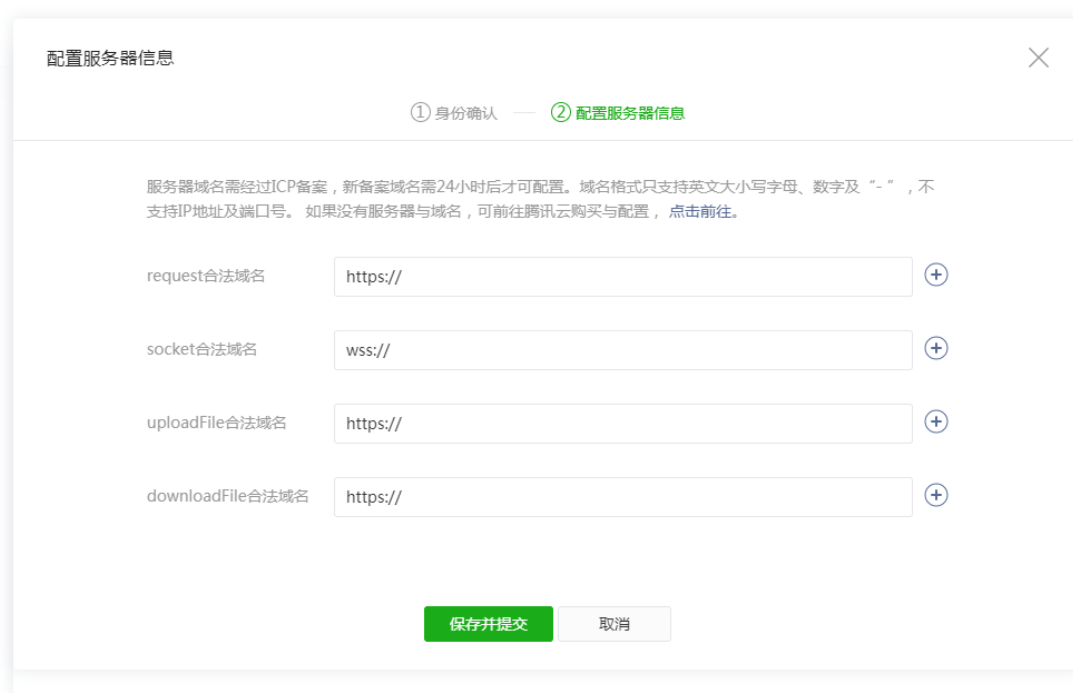 配置服务器信息
① 身份确认 — ② 配置服务器信息
服务器域名需经过ICP备案，新备案域名需24小时后才可配置。域名格式只支持英文大小写字母、数字及“- ”，不
支持IP地址及端口号。 如果没有服务器与域名，可前往腾讯云购买与配置， 点击前往。
request合法域名 https://
socket合法域名 wss://
uploadFile合法域名 https://
downloadFile合法域名 https://
保存并提交 取消